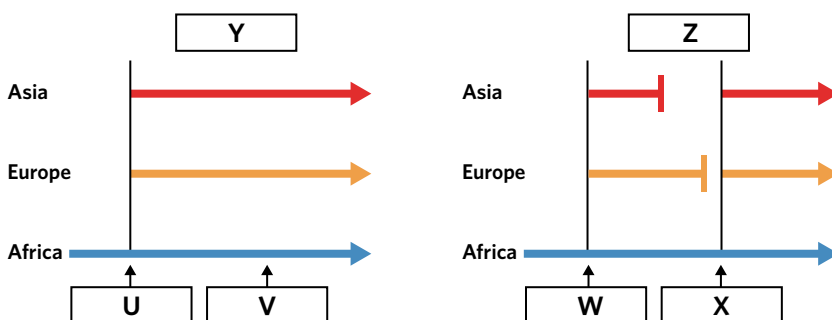 Y
Asia
Europe
Africa
U
V
Z
Asia
Europe
Africa
W
X